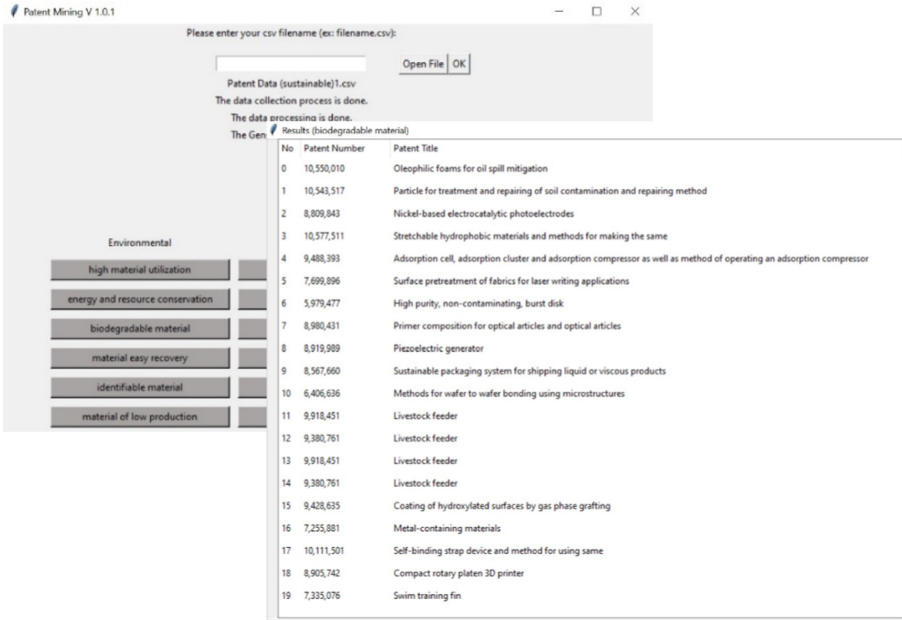 Patent Mining V 1.0.1
Please enter your csv filename (ex: filename.csv):
Open File OK
Patent Data (sustainable)1.csv
The data collection process is done.
The data processing is done.
The Gen
Environmental
high material utilization
energy and resource conservation
biodegradable material
material easy recovery
identifiable material
material of low production
Results (biodegradable material)
No Patent Number Patent Title
0 10,550,010 Oleophilic foams for oil spill mitigation
1 10,543,517 Particle for treatment and repairing of soil contamination and repairing method
2 8,809,843 Nickel-based electrocatalytic photoelectrodes
3 10,577,511 Stretchable hydrophobic materials and methods for making the same
4 9,488,393 Adsorption cell, adsorption cluster and adsorption compressor as well as method of operating an adsorption compressor
5 7,699,896 Surface pretreatment of fabrics for laser writing applications
6 5,979,477 High purity, non-contaminating, burst disk
7 8,980,431 Primer composition for optical articles and optical articles
8 8,919,989 Piezoelectric generator
9 8,567,660 Sustainable packaging system for shipping liquid or viscous products
10 6,406,636 Methods for wafer to wafer bonding using microstructures
11 9,918,451 Livestock feeder
12 9,380,761 Livestock feeder
13 9,918,451 Livestock feeder
14 9,380,761 Livestock feeder
15 9,428,635 Coating of hydroxylated surfaces by gas phase grafting
16 7,255,881 Metal-containing materials
17 10,111,501 Self-binding strap device and method for using same
18 8,905,742 Compact rotary platen 3D printer
19 7,335,076 Swim training fin